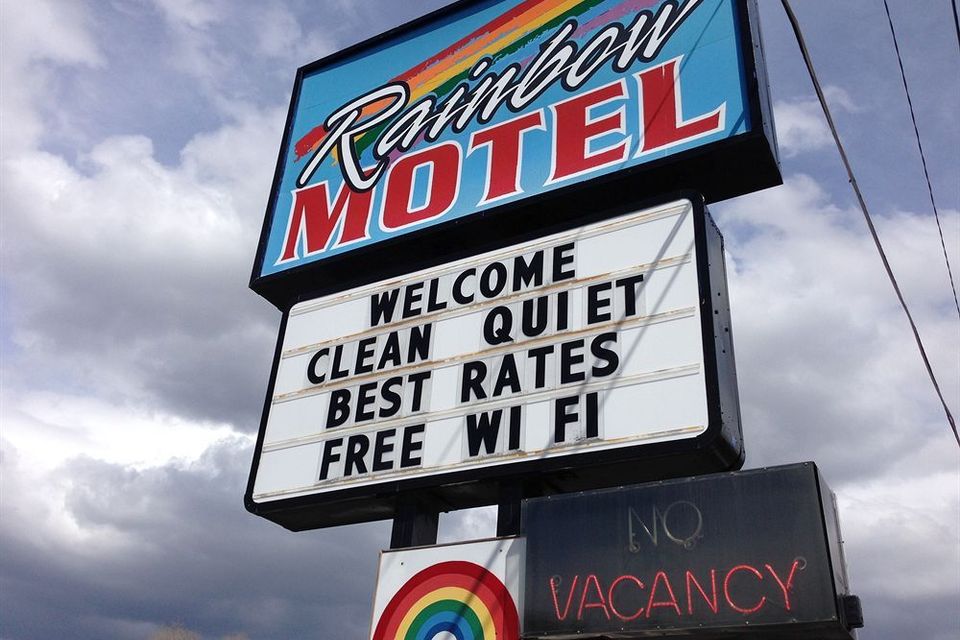 Rainbow
MOTEL
WELCOME
CLEAN QUIET
BEST RATES
FREE WI FI
NO
VACANCY